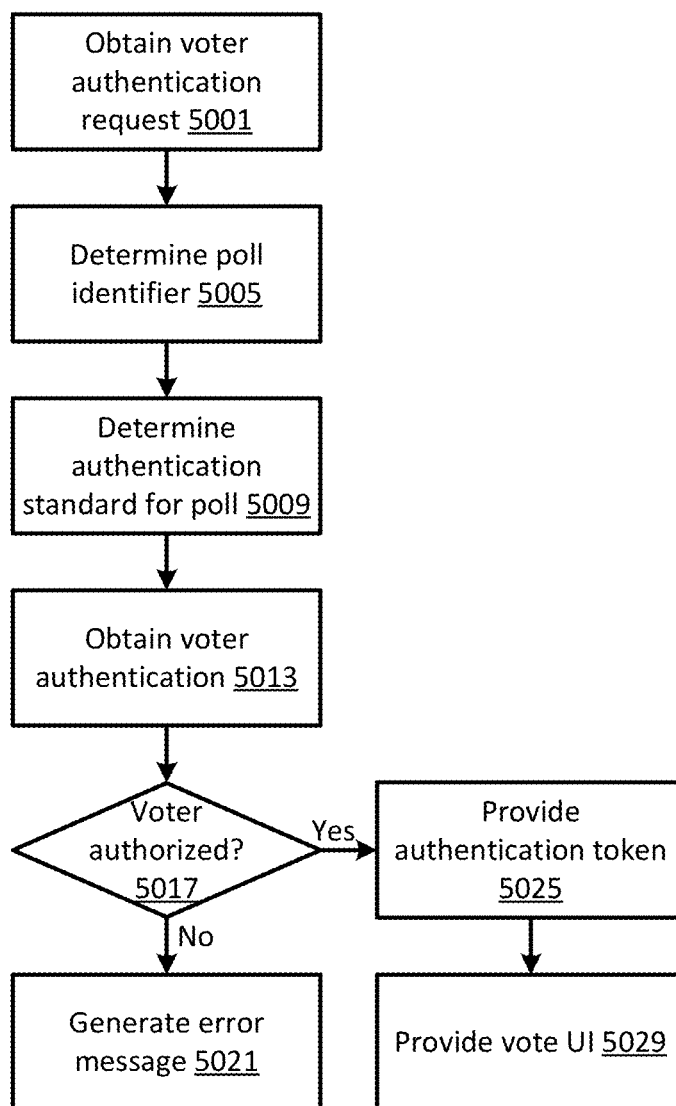 Obtain voter
authentication
request 5001
Determine poll
identifier 5005
Determine
authentication
standard for poll 5009
Obtain voter
authentication 5013
Voter
authorized?
5017
Yes
No
Provide
authentication token
5025
Generate error
message 5021
Provide vote UI 5029